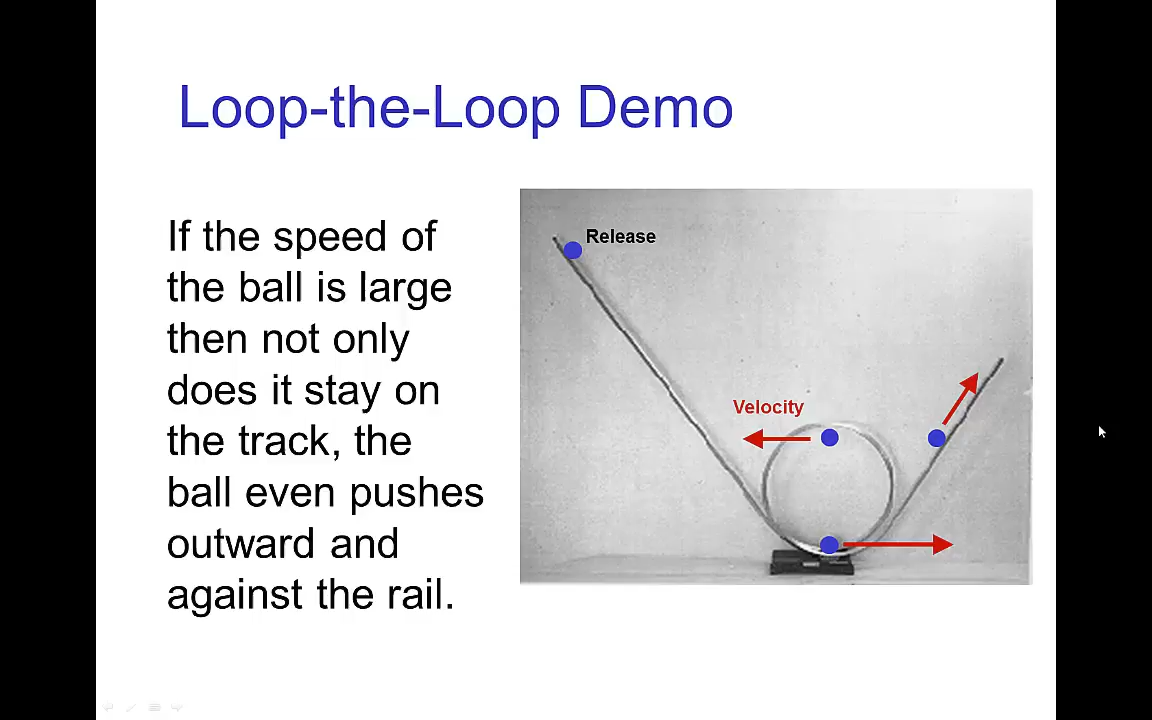 Loop-the-Loop Demo
If the speed of
the ball is large
then not only
does it stay on
the track, the
ball even pushes
outward and
against the rail.
Release
Velocity